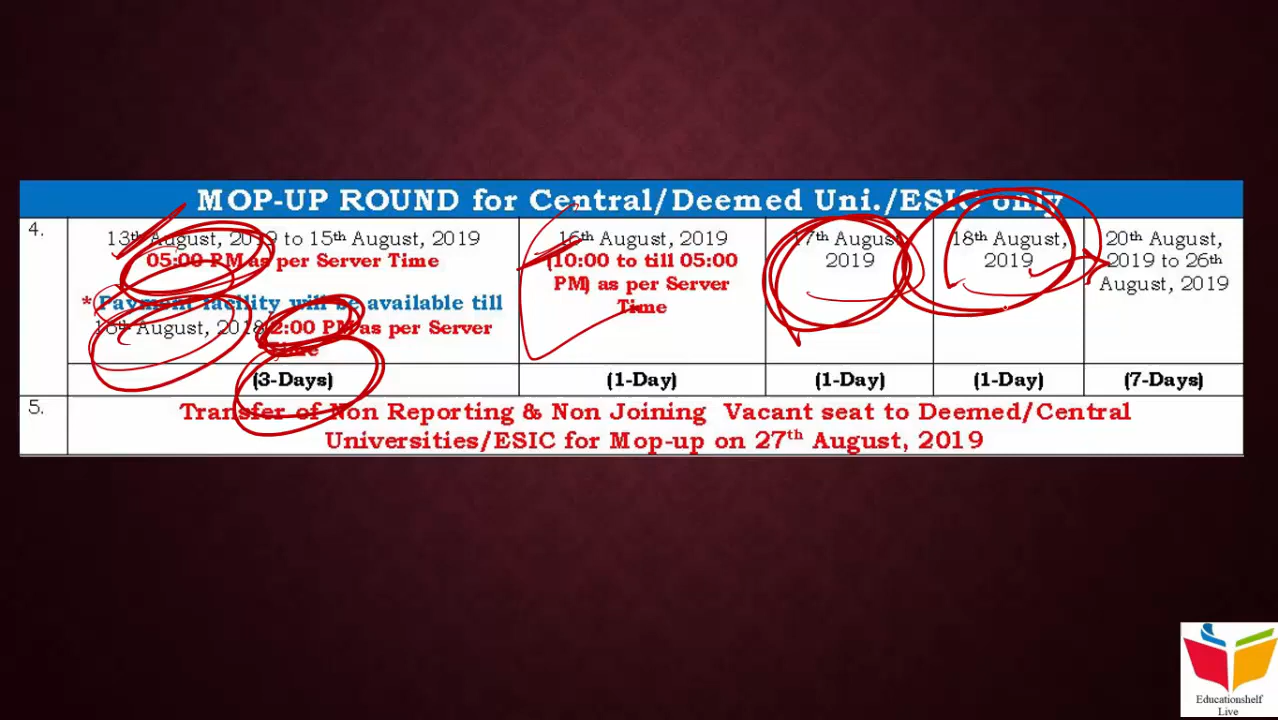 MOP-UP ROUND for Central/Deemed Uni./ESIC only
4.
13th August, 2019 to 15th August, 2019
05:00 PM as per Server Time
* Payment facility will be available till
August, 2018 2:00 PM as per Server
Time
(3-Days)
16th August, 2019
(10:00 to till 05:00
PM) as per Server
Time
(1-Day)
17th August,
2019
(1-Day)
18th August,
2019
(1-Day)
20th August,
2019 to 26th
August, 2019
(7-Days)
5.
Transfer of Non Reporting & Non Joining Vacant seat to Deemed/Central
Universities/ESIC for Mop-up on 27th August, 2019
Educationshelf
Live